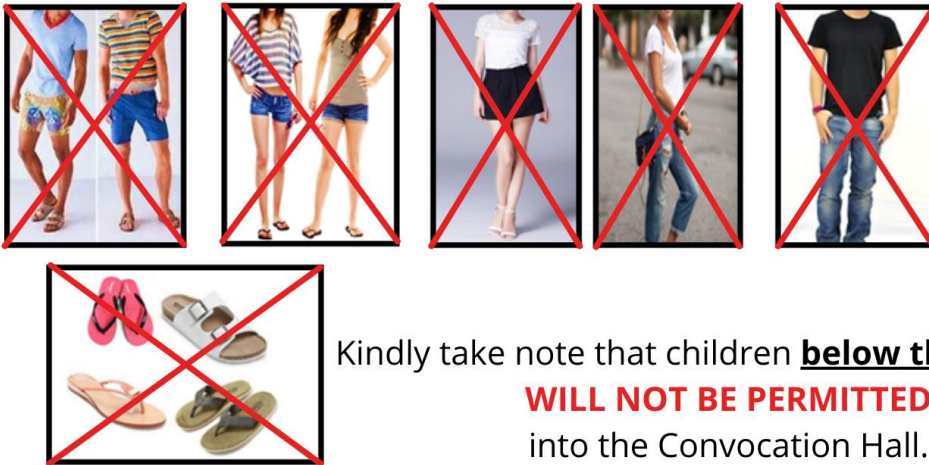 Kindly take note that children below
WILL NOT BE PERMITTED
into the Convocation Hall.